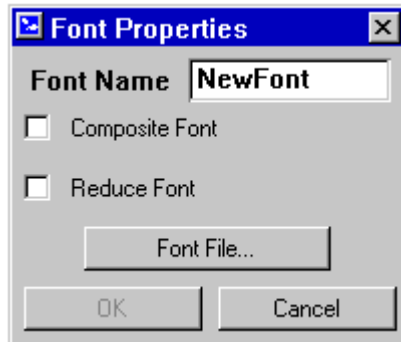 Font Properties
Font Name NewFont
Composite Font
Reduce Font
Font File...
OK Cancel